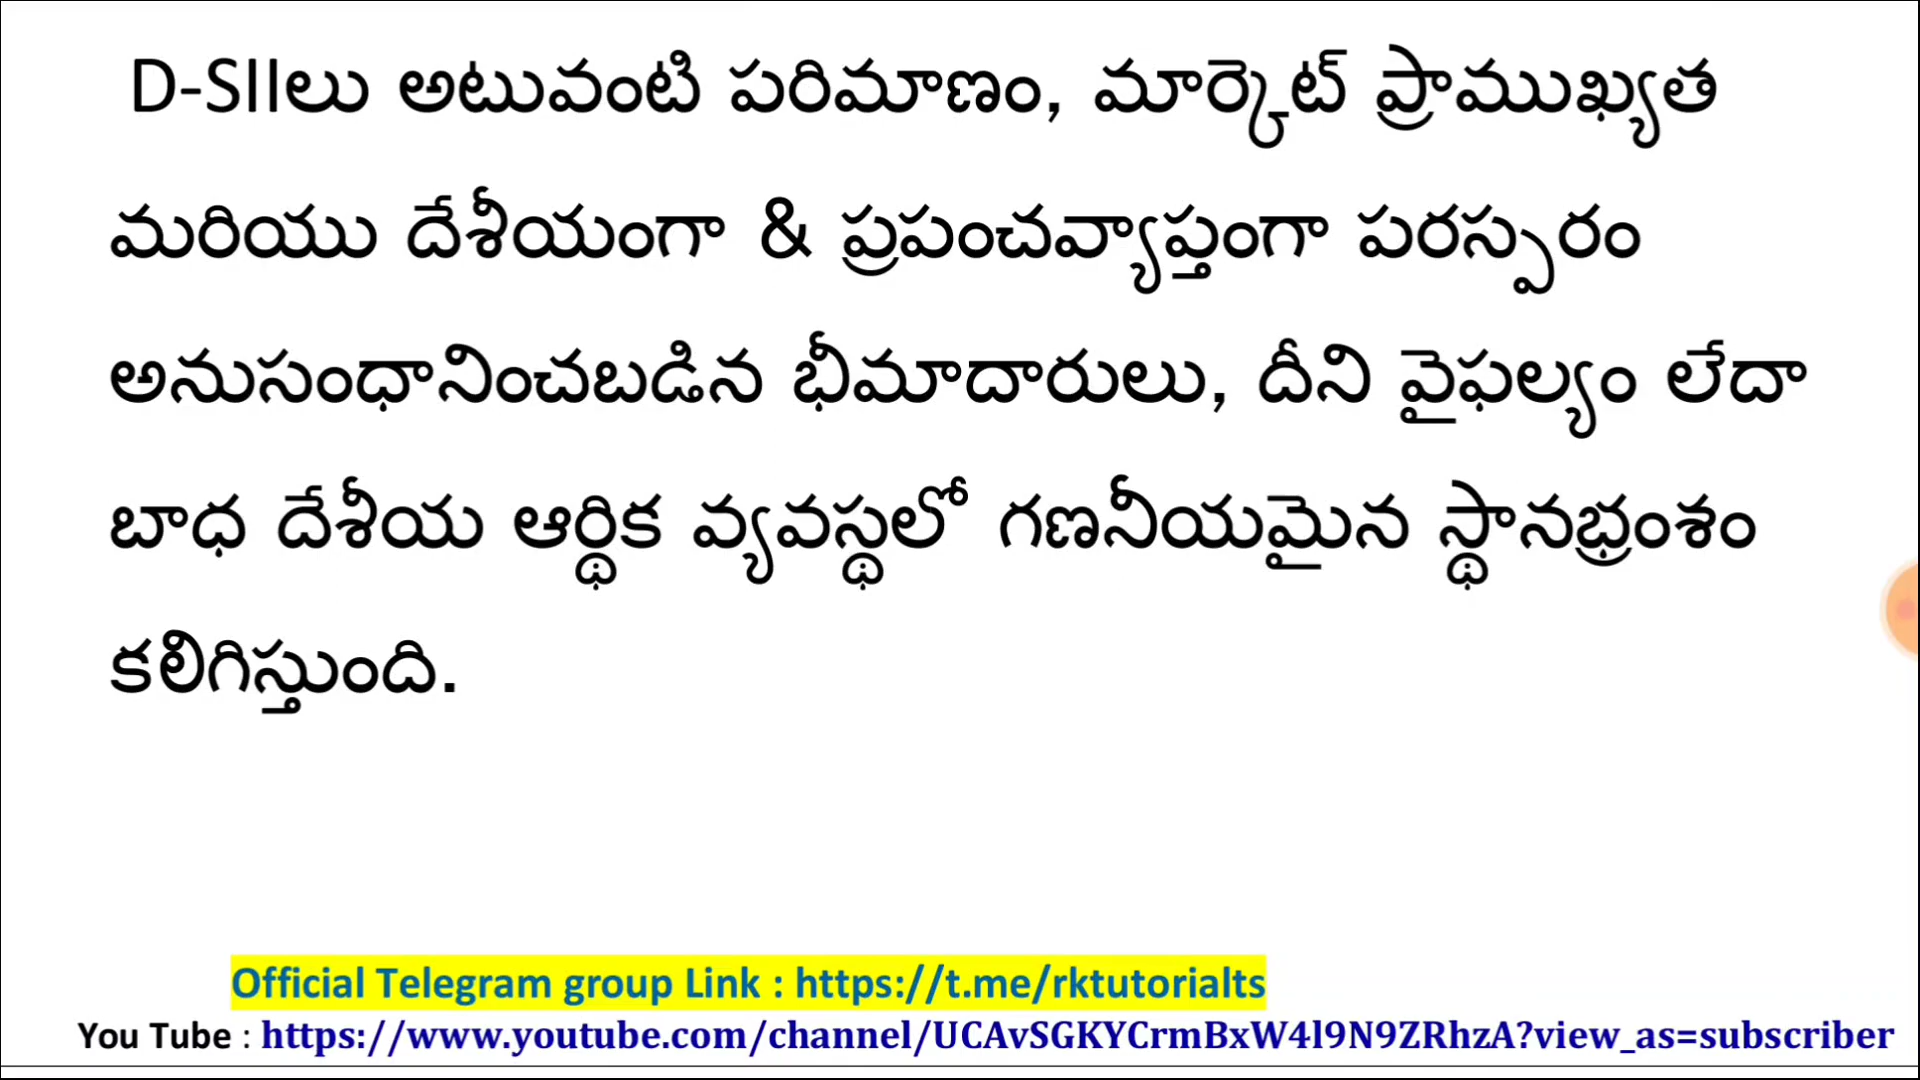 D-SIIలు అటువంటి పరిమాణం, మార్కెట్ ప్రాముఖ్యత
మరియు దేశీయంగా & ప్రపంచవ్యాప్తంగా పరస్పరం
అనుసంధానించబడిన భీమాదారులు, దీని వైఫల్యం లేదా
బాధ దేశీయ ఆర్థిక వ్యవస్థలో గణనీయమైన స్థానభ్రంశం
కలిగిస్తుంది.
Official Telegram group Link : https://t.me/rktutorialts
You Tube : https://www.youtube.com/channel/UCAvSGKYCrmBxW4l9N9ZRhzA?view_as=subscriber